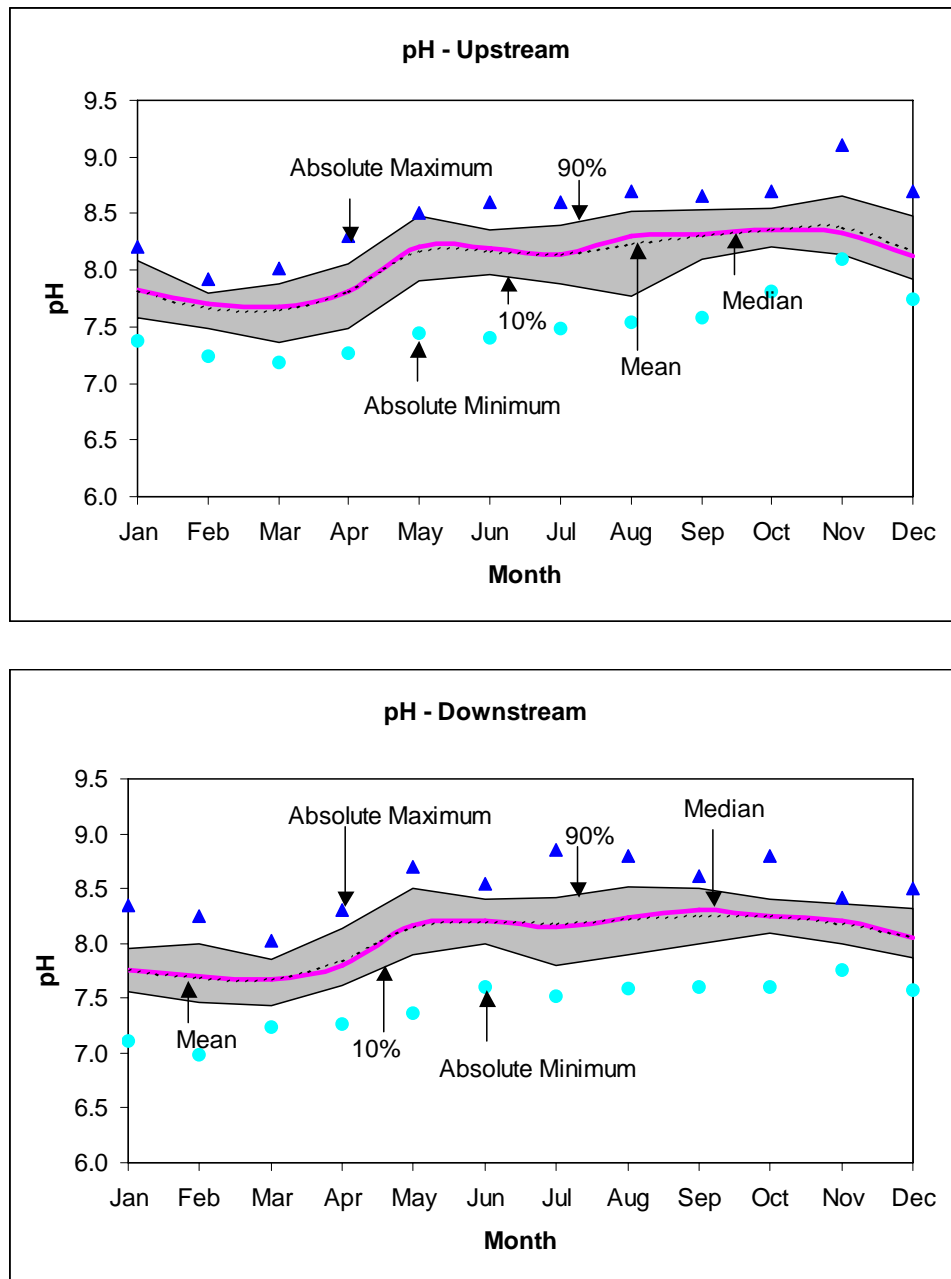 pH - Upstream
9.5
9.0
8.5
8.0
7.5
7.0
6.5
6.0
pH
Absolute Maximum
90%
10%
Median
Mean
Absolute Minimum
Jan Feb Mar Apr May Jun Jul Aug Sep Oct Nov Dec
Month
pH - Downstream
9.5
9.0
8.5
8.0
7.5
7.0
6.5
6.0
pH
Absolute Maximum
90%
Median
Mean
10%
Absolute Minimum
Jan Feb Mar Apr May Jun Jul Aug Sep Oct Nov Dec
Month